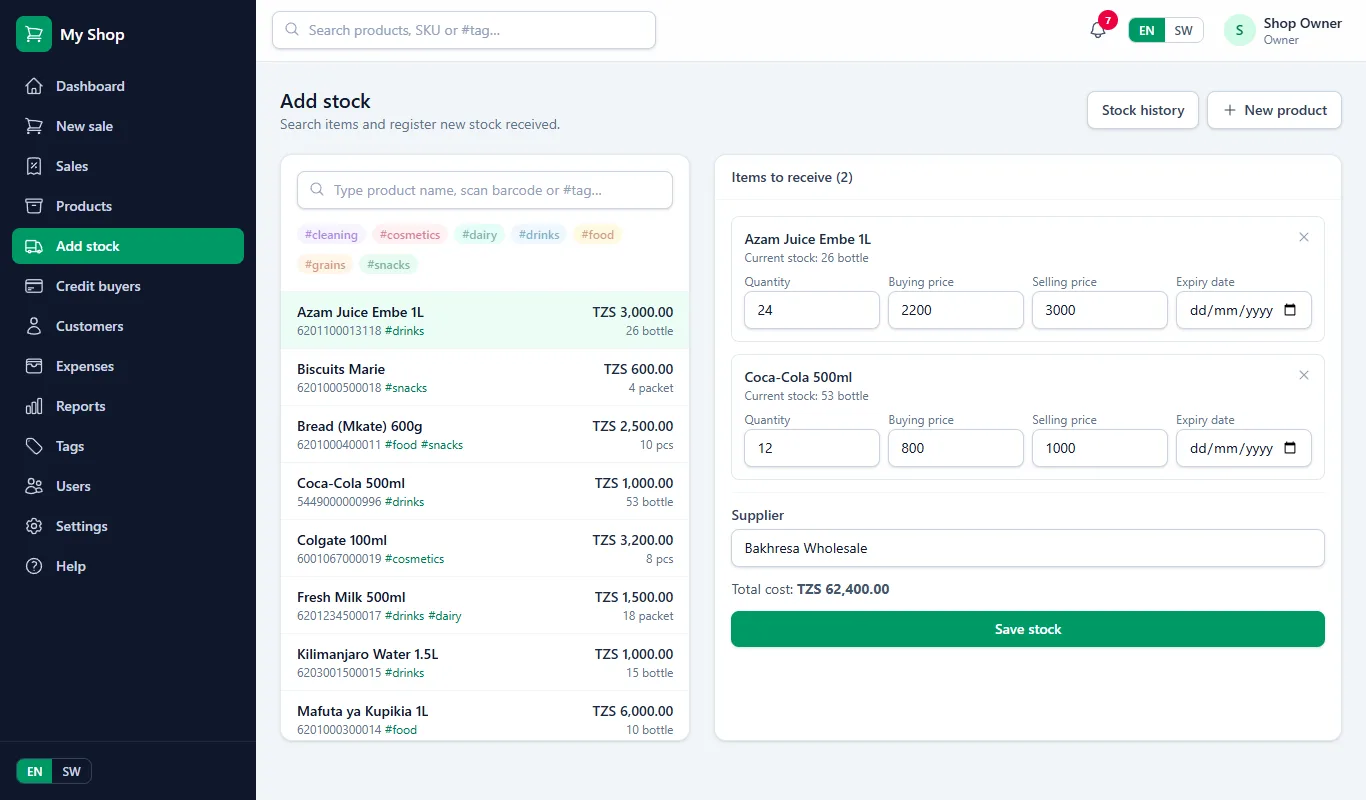 My Shop
Dashboard
New sale
Sales
Products
Add stock
Credit buyers
Customers
Expenses
Reports
Tags
Users
Settings
Help
EN SW
Search products, SKU or #tag...
7
EN SW
S
Shop Owner
Owner
Add stock
Search items and register new stock received.
Stock history
New product
Type product name, scan barcode or #tag...
#cleaning #cosmetics #dairy #drinks #food
#grains #snacks
Azam Juice Embe 1L TZS 3,000.00
6201100013118 #drinks 26 bottle
Biscuits Marie TZS 600.00
6201000500018 #snacks 4 packet
Bread (Mkate) 600g TZS 2,500.00
6201000400011 #food #snacks 10 pcs
Coca-Cola 500ml TZS 1,000.00
5449000000996 #drinks 53 bottle
Colgate 100ml TZS 3,200.00
6001067000019 #cosmetics 8 pcs
Fresh Milk 500ml TZS 1,500.00
6201234500017 #drinks #dairy 18 packet
Kilimanjaro Water 1.5L TZS 1,000.00
6203001500015 #drinks 15 bottle
Mafuta ya Kupikia 1L TZS 6,000.00
6201000300014 #food 10 bottle
Items to receive (2)
Azam Juice Embe 1L
Current stock: 26 bottle
Quantity Buying price Selling price Expiry date
24 2200 3000 dd/mm/yyyy
Coca-Cola 500ml
Current stock: 53 bottle
Quantity Buying price Selling price Expiry date
12 800 1000 dd/mm/yyyy
Supplier
Bakhresa Wholesale
Total cost: TZS 62,400.00
Save stock